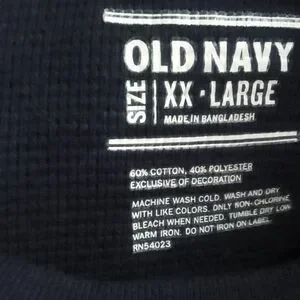 OLD NAVY
SIZE
XX · LARGE
MADE IN BANGLADESH
60% COTTON, 40% POLYESTER
EXCLUSIVE OF DECORATION
MACHINE WASH COLD. WASH AND DRY
WITH LIKE COLORS. ONLY NON-CHLORINE
BLEACH WHEN NEEDED. TUMBLE DRY LOW.
WARM IRON. DO NOT IRON ON LABEL.
RN54023